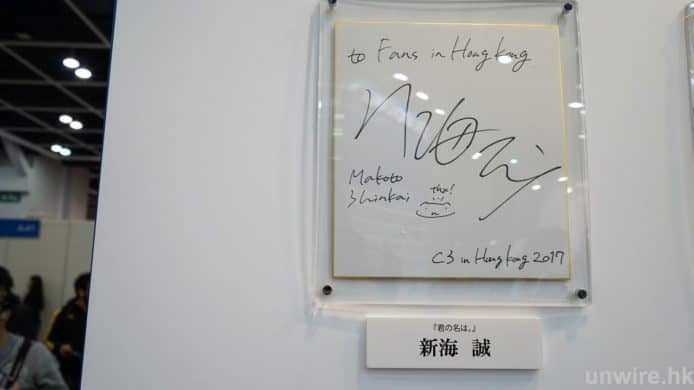 to Fans in Hong kong
Makoto
Shinkai
thx!
C3 in Hong kong 2017
『君の名は。』
新海 誠
unwire.hk